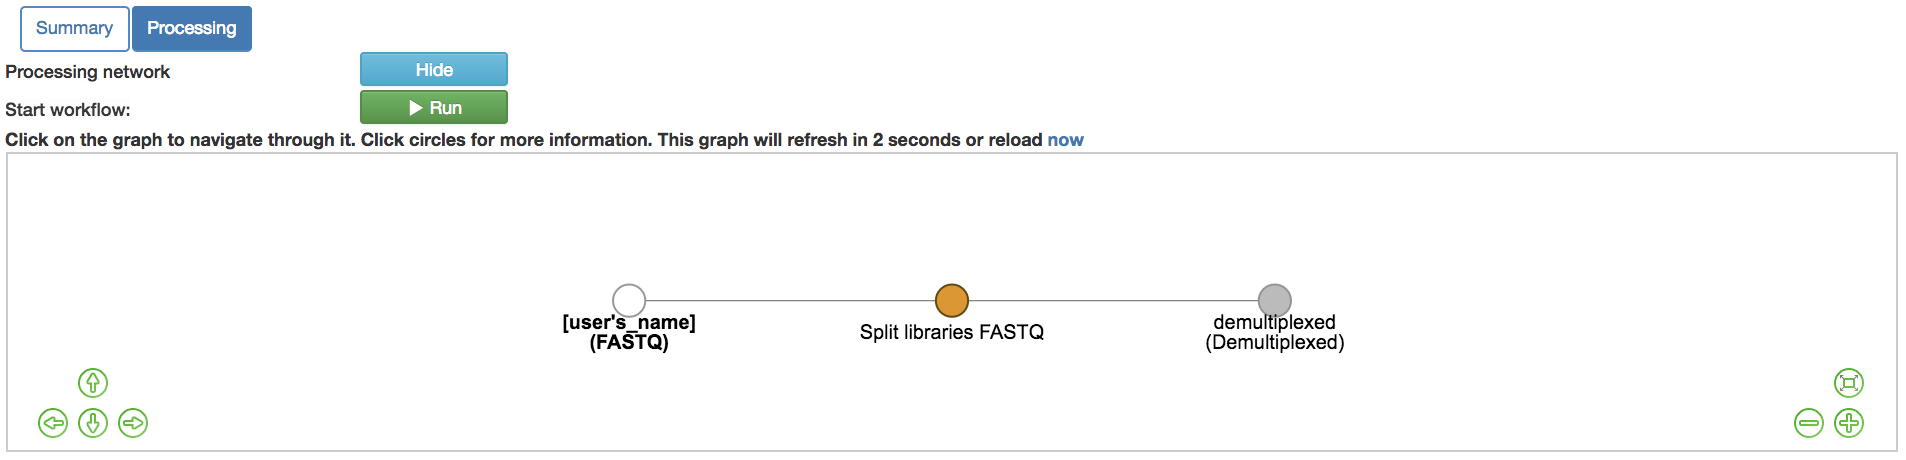 Summary Processing
Processing network Hide
Start workflow: Run
Click on the graph to navigate through it. Click circles for more information. This graph will refresh in 2 seconds or reload now
[user's_name]
(FASTQ)
Split libraries FASTQ
demultiplexed
(Demultiplexed)